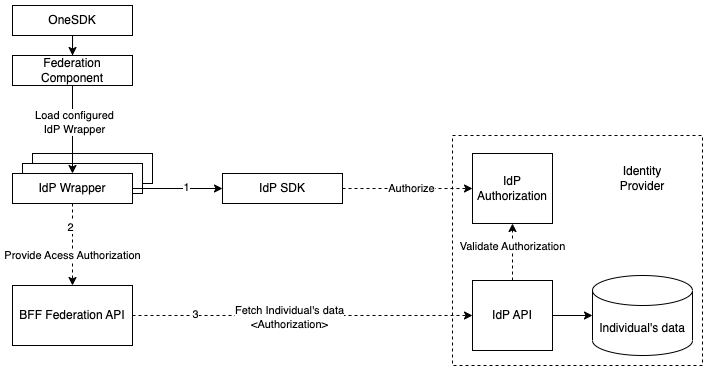 OneSDK
Federation
Component
Load configured
IdP Wrapper
IdP Wrapper
1
IdP SDK
Authorize
IdP
Authorization
Identity
Provider
2
Provide Acess Authorization
Validate Authorization
BFF Federation API
3
Fetch Individual's data
<Authorization>
IdP API
Individual's data